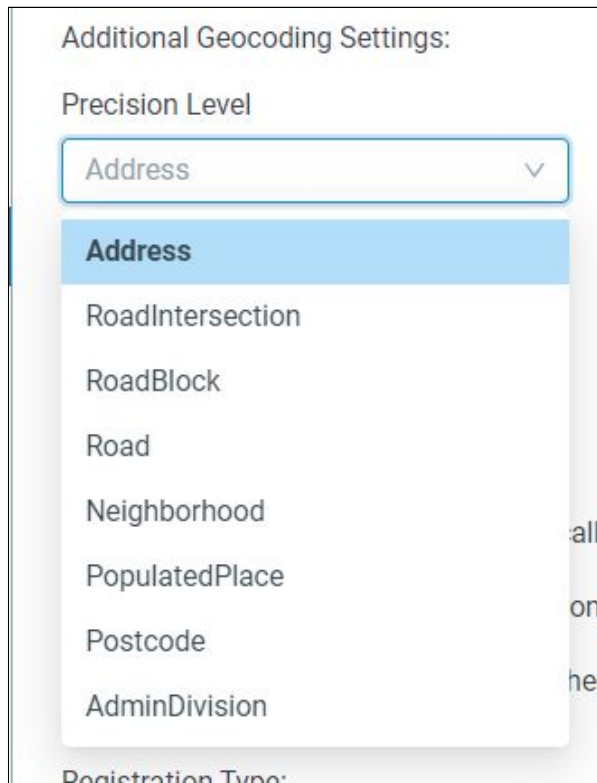 Additional Geocoding Settings:
Precision Level
Address
Address
RoadIntersection
RoadBlock
Road
Neighborhood
PopulatedPlace
Postcode
AdminDivision
Registration Type: